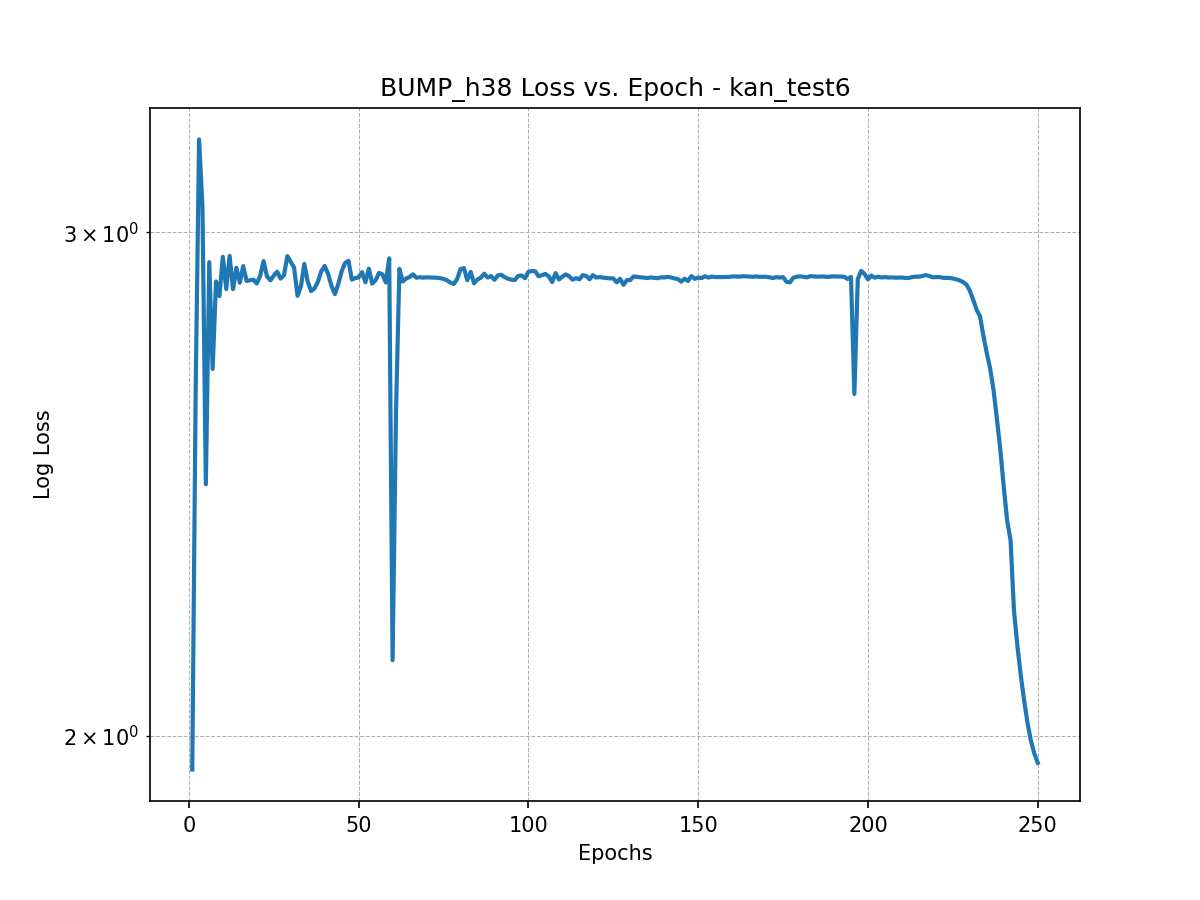 BUMP_h38 Loss vs. Epoch - kan_test6
3 × 10⁰
2 × 10⁰
Log Loss
0 50 100 150 200 250
Epochs